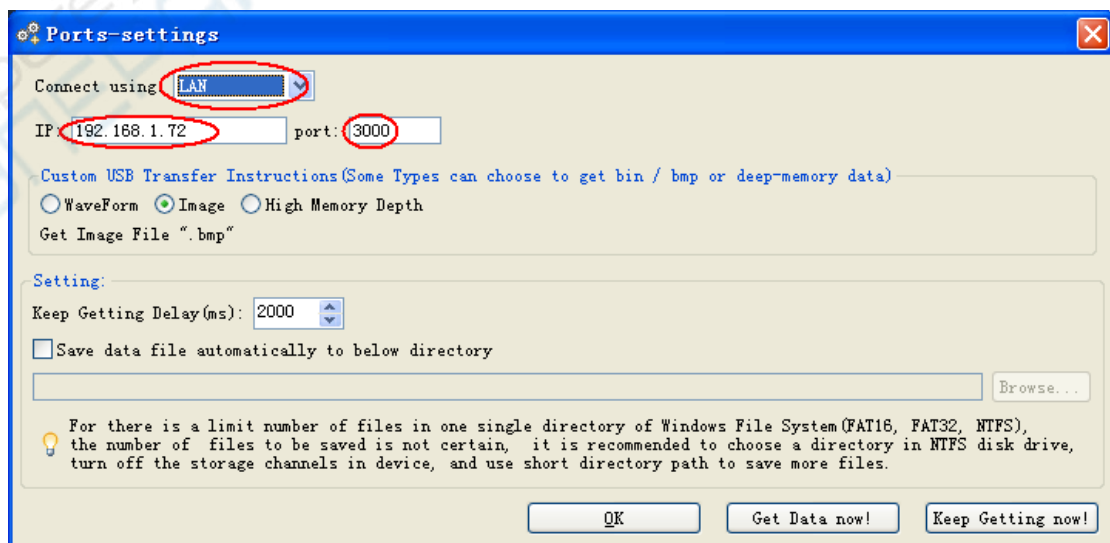 Ports-settings
Connect using: LAN
IP: 192.168.1.72 port: 3000
Custom USB Transfer Instructions(Some Types can choose to get bin / bmp or deep-memory data)
WaveForm Image High Memory Depth
Get Image File ".bmp"
Setting:
Keep Getting Delay(ms): 2000
Save data file automatically to below directory
Browse...
For there is a limit number of files in one single directory of Windows File System(FAT16, FAT32, NTFS),
the number of files to be saved is not certain, it is recommended to choose a directory in NTFS disk drive,
turn off the storage channels in device, and use short directory path to save more files.
OK Get Data now! Keep Getting now!